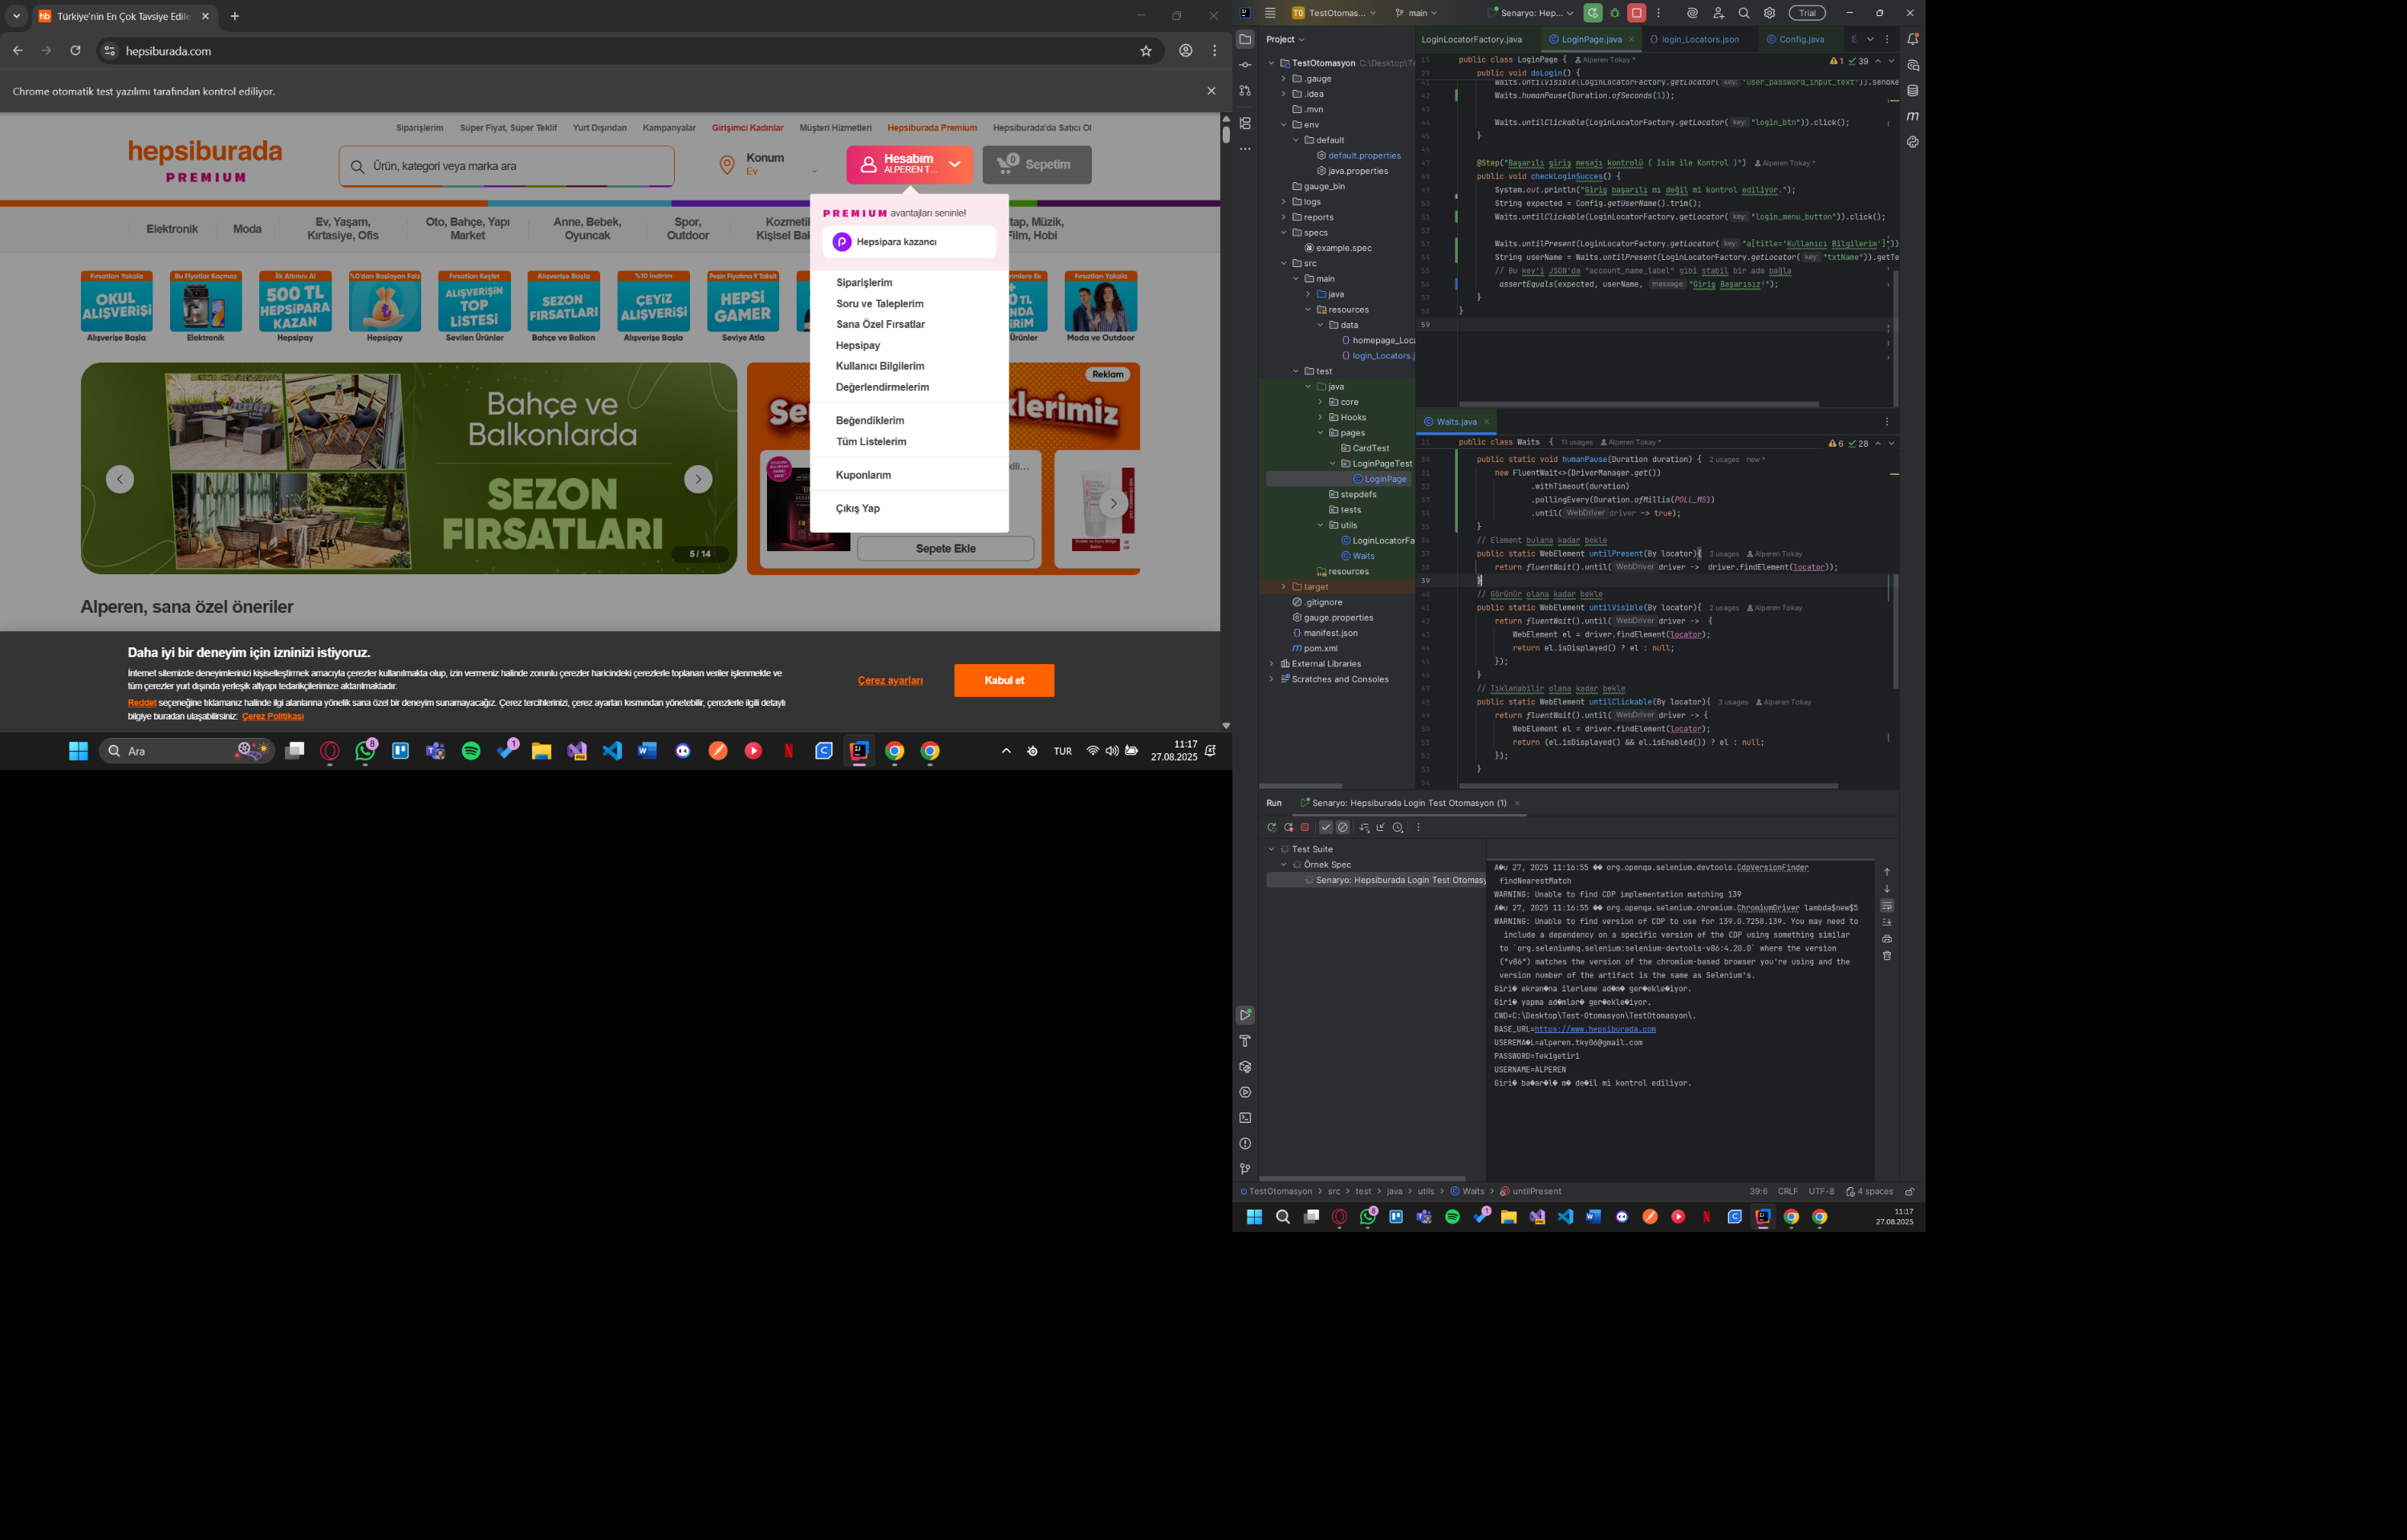 Türkiye'nin En Çok Tavsiye Edile
hepsiburada.com
Chrome otomatik test yazılımı tarafından kontrol ediliyor.
Siparişlerim Süper Fiyat, Süper Teklif Yurt Dışından Kampanyalar Girişimci Kadınlar Müşteri Hizmetleri Hepsiburada Premium Hepsiburada'da Satıcı Ol
hepsiburada
PREMIUM
Ürün, kategori veya marka ara
Konum
Ev
Hesabım
ALPEREN T...
0
Sepetim
Elektronik
Moda
Ev, Yaşam,
Kırtasiye, Ofis
Oto, Bahçe, Yapı
Market
Anne, Bebek,
Oyuncak
Spor,
Outdoor
Kozmetik
Kişisel Bak
tap, Müzik,
Film, Hobi
PREMIUM avantajları seninle!
Hepsipara kazancı
Siparişlerim
Soru ve Taleplerim
Sana Özel Fırsatlar
Hepsipay
Kullanıcı Bilgilerim
Değerlendirmelerim
Beğendiklerim
Tüm Listelerim
Kuponlarım
Çıkış Yap
Fırsatları Yakala
OKUL
ALIŞVERİŞİ
Alışverişe Başla
Bu Fiyatlar Kaçmaz
Elektronik
İlk Altınını Al
500 TL
HEPSİPARA
KAZAN
Hepsipay
%0'dan Başlayan Faiz
Hepsipay
Fırsatları Keşfet
ALIŞVERİŞİN
TOP
LİSTESİ
Sevilen Ürünler
Alışverişe Başla
SEZON
FIRSATLARI
Bahçe ve Balkon
%10 İndirim
ÇEYİZ
ALIŞVERİŞİ
Alışverişe Başla
Peşin Fiyatına 9 Taksit
HEPSİ
GAMER
Seviye Atla
Ürünler
Fırsatları Yakala
Moda ve Outdoor
Bahçe ve
Balkonlarda
SEZON
FIRSATLARI
5 / 14
Reklam
Se
klerimiz
Sepete Ekle
Alperen, sana özel öneriler
Daha iyi bir deneyim için izninizi istiyoruz.
İnternet sitemizde deneyimlerinizi kişiselleştirmek amacıyla çerezler kullanılmakta olup, izin vermeniz halinde zorunlu çerezler haricindeki çerezlerle toplanan veriler işlenmekte ve
tüm çerezler yurt dışında yerleşik altyapı tedarikçilerimize aktarılmaktadır.
Reddet seçeneğine tıklamanız halinde ilgi alanlarına yönelik sana özel bir deneyim sunamayacağız. Çerez tercihlerinizi, çerez ayarları kısmından yönetebilir, çerezlerle ilgili detaylı
bilgiye buradan ulaşabilirsiniz: Çerez Politikası
Çerez ayarları
Kabul et
Ara
TUR
11:17
27.08.2025
TO TestOtomas...
main
Senaryo: Hep...
Trial
Project
TestOtomasyon C:\Desktop\Te
.gauge
.idea
.mvn
env
default
default.properties
java.properties
gauge_bin
logs
reports
specs
example.spec
src
main
java
resources
data
homepage_Loca
login_Locators.j
test
java
core
Hooks
pages
CardTest
LoginPageTest
LoginPage
stepdefs
tests
utils
LoginLocatorFa
Waits
resources
target
.gitignore
gauge.properties
manifest.json
pom.xml
External Libraries
Scratches and Consoles
LoginLocatorFactory.java
LoginPage.java
login_Locators.json
Config.java
1 39
15 public class LoginPage { Alperen Tokay *
29 public void doLogin() {
41 Waits.untilVisible(LoginLocatorFactory.getLocator( key: "user_password_input_text")).sendKe
42 Waits.humanPause(Duration.ofSeconds(1));
43
44 Waits.untilClickable(LoginLocatorFactory.getLocator( key: "login_btn")).click();
45 }
46
47 @Step("Başarılı giriş mesajı kontrolü ( İsim ile Kontrol )") Alperen Tokay *
48 public void checkLoginSucces() {
49 System.out.println("Giriş başarılı mı değil mi kontrol ediliyor.");
50 String expected = Config.getUserName().trim();
51 Waits.untilClickable(LoginLocatorFactory.getLocator( key: "login_menu_button")).click();
52
53 Waits.untilPresent(LoginLocatorFactory.getLocator( key: "a[title='Kullanıcı Bilgilerim']"))
54 String userName = Waits.untilPresent(LoginLocatorFactory.getLocator( key: "txtName")).getTe
55 // Bu key'i JSON'da "account_name_label" gibi stabil bir ada bağla
56 assertEquals(expected, userName, message: "Giriş Başarısız!");
57 }
58 }
59
Waits.java
6 28
11 public class Waits { 11 usages Alperen Tokay *
30 public static void humanPause(Duration duration) { 2 usages new *
31 new FluentWait<>(DriverManager.get())
32 .withTimeout(duration)
33 .pollingEvery(Duration.ofMillis(POLL_MS))
34 .until( WebDriver driver -> true);
35 }
36 // Element bulana kadar bekle
37 public static WebElement untilPresent(By locator){ 3 usages Alperen Tokay
38 return fluentWait().until( WebDriver driver -> driver.findElement(locator));
39 }
40 // Görünür olana kadar bekle
41 public static WebElement untilVisible(By locator){ 2 usages Alperen Tokay
42 return fluentWait().until( WebDriver driver -> {
43 WebElement el = driver.findElement(locator);
44 return el.isDisplayed() ? el : null;
45 });
46 }
47 // Tıklanabilir olana kadar bekle
48 public static WebElement untilClickable(By locator){ 3 usages Alperen Tokay
49 return fluentWait().until( WebDriver driver -> {
50 WebElement el = driver.findElement(locator);
51 return (el.isDisplayed() && el.isEnabled()) ? el : null;
52 });
53 }
54
Run
Senaryo: Hepsiburada Login Test Otomasyon (1)
Test Suite
Örnek Spec
Senaryo: Hepsiburada Login Test Otomasy
A�u 27, 2025 11:16:55 �� org.openqa.selenium.devtools.CdpVersionFinder
findNearestMatch
WARNING: Unable to find CDP implementation matching 139
A�u 27, 2025 11:16:55 �� org.openqa.selenium.chromium.ChromiumDriver lambda$new$5
WARNING: Unable to find version of CDP to use for 139.0.7258.139. You may need to
include a dependency on a specific version of the CDP using something similar
to `org.seleniumhq.selenium:selenium-devtools-v86:4.20.0` where the version
("v86") matches the version of the chromium-based browser you're using and the
version number of the artifact is the same as Selenium's.
Giri� ekran�na ilerleme ad�m� ger�ekle�iyor.
Giri� yapma ad�mlar� ger�ekle�iyor.
CWD=C:\Desktop\Test-Otomasyon\TestOtomasyon\.
BASE_URL=https://www.hepsiburada.com
USEREMA�L=alperen.tky06@gmail.com
PASSWORD=Tek1getir1
USERNAME=ALPEREN
Giri� ba�ar�l� m� de�il mi kontrol ediliyor.
TestOtomasyon > src > test > java > utils > Waits > untilPresent
39:6 CRLF UTF-8 4 spaces
11:17
27.08.2025